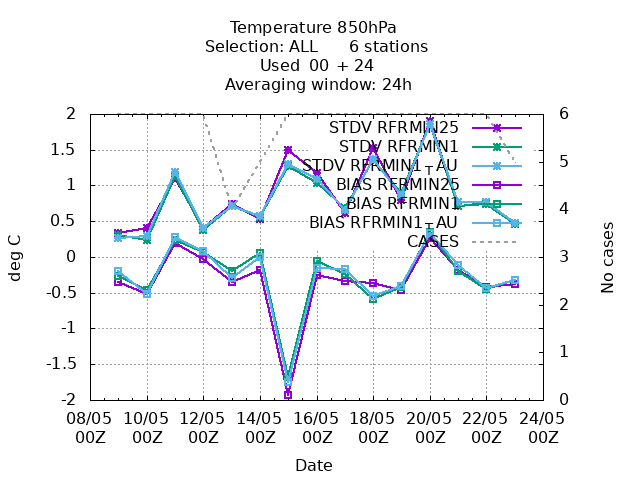 Temperature 850hPa
Selection: ALL 6 stations
Used 00 + 24
Averaging window: 24h
2
1.5
1
0.5
0
-0.5
-1
-1.5
-2
6
5
4
3
2
1
0
STDV RFRMIN25
STDV RFRMIN1
STDV RFRMIN1_AU
BIAS RFRMIN25
BIAS RFRMIN1
BIAS RFRMIN1_AU
CASES
deg C
No cases
08/05 10/05 12/05 14/05 16/05 18/05 20/05 22/05 24/05
00Z 00Z 00Z 00Z 00Z 00Z 00Z 00Z 00Z
Date